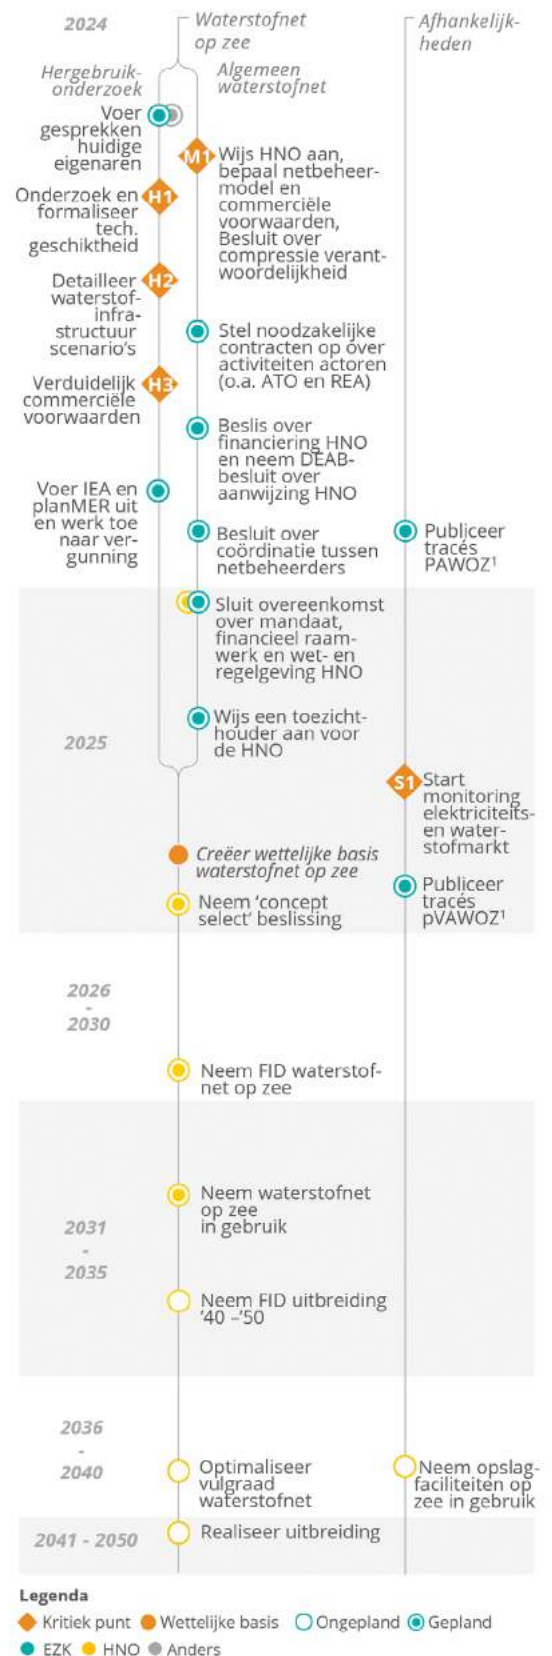 2024
Waterstofnet
op zee
Afhankelijk-
heden
Hergebruik-
onderzoek
Algemeen
waterstofnet
Voer
gesprekken
huidige
eigenaren
M1
Wijs HNO aan,
bepaal netbeheer-
model en
commerciële
voorwaarden,
Besluit over
compressie verant-
woordelijkheid
Onderzoek en
formaliseer
tech.
geschiktheid
H1
Detailleer
waterstof-
infra-
structuur
scenario's
H2
Stel noodzakelijke
contracten op over
activiteiten actoren
(o.a. ATO en REA)
Verduidelijk
commerciële
voorwaarden
H3
Beslis over
financiering HNO
en neem DEAB-
besluit over
aanwijzing HNO
Voer IEA en
planMER uit
en werk toe
naar ver-
gunning
Besluit over
coördinatie tussen
netbeheerders
Publiceer
tracés
PAWOZ¹
Sluit overeenkomst
over mandaat,
financieel raam-
werk en wet- en
regelgeving HNO
2025
Wijs een toezicht-
houder aan voor
de HNO
S1
Start
monitoring
elektriciteits-
en water-
stofmarkt
Creëer wettelijke basis
waterstofnet op zee
Neem 'concept
select' beslissing
Publiceer
tracés
pVAWOZ¹
2026
-
2030
Neem FID waterstof-
net op zee
2031
-
2035
Neem waterstofnet
op zee
in gebruik
Neem FID uitbreiding
'40 –'50
2036
-
2040
Optimaliseer
vulgraad
waterstofnet
Neem opslag-
faciliteiten op
zee in gebruik
2041 - 2050
Realiseer uitbreiding
Legenda
Kritiek punt Wettelijke basis Ongepland Gepland
EZK HNO Anders